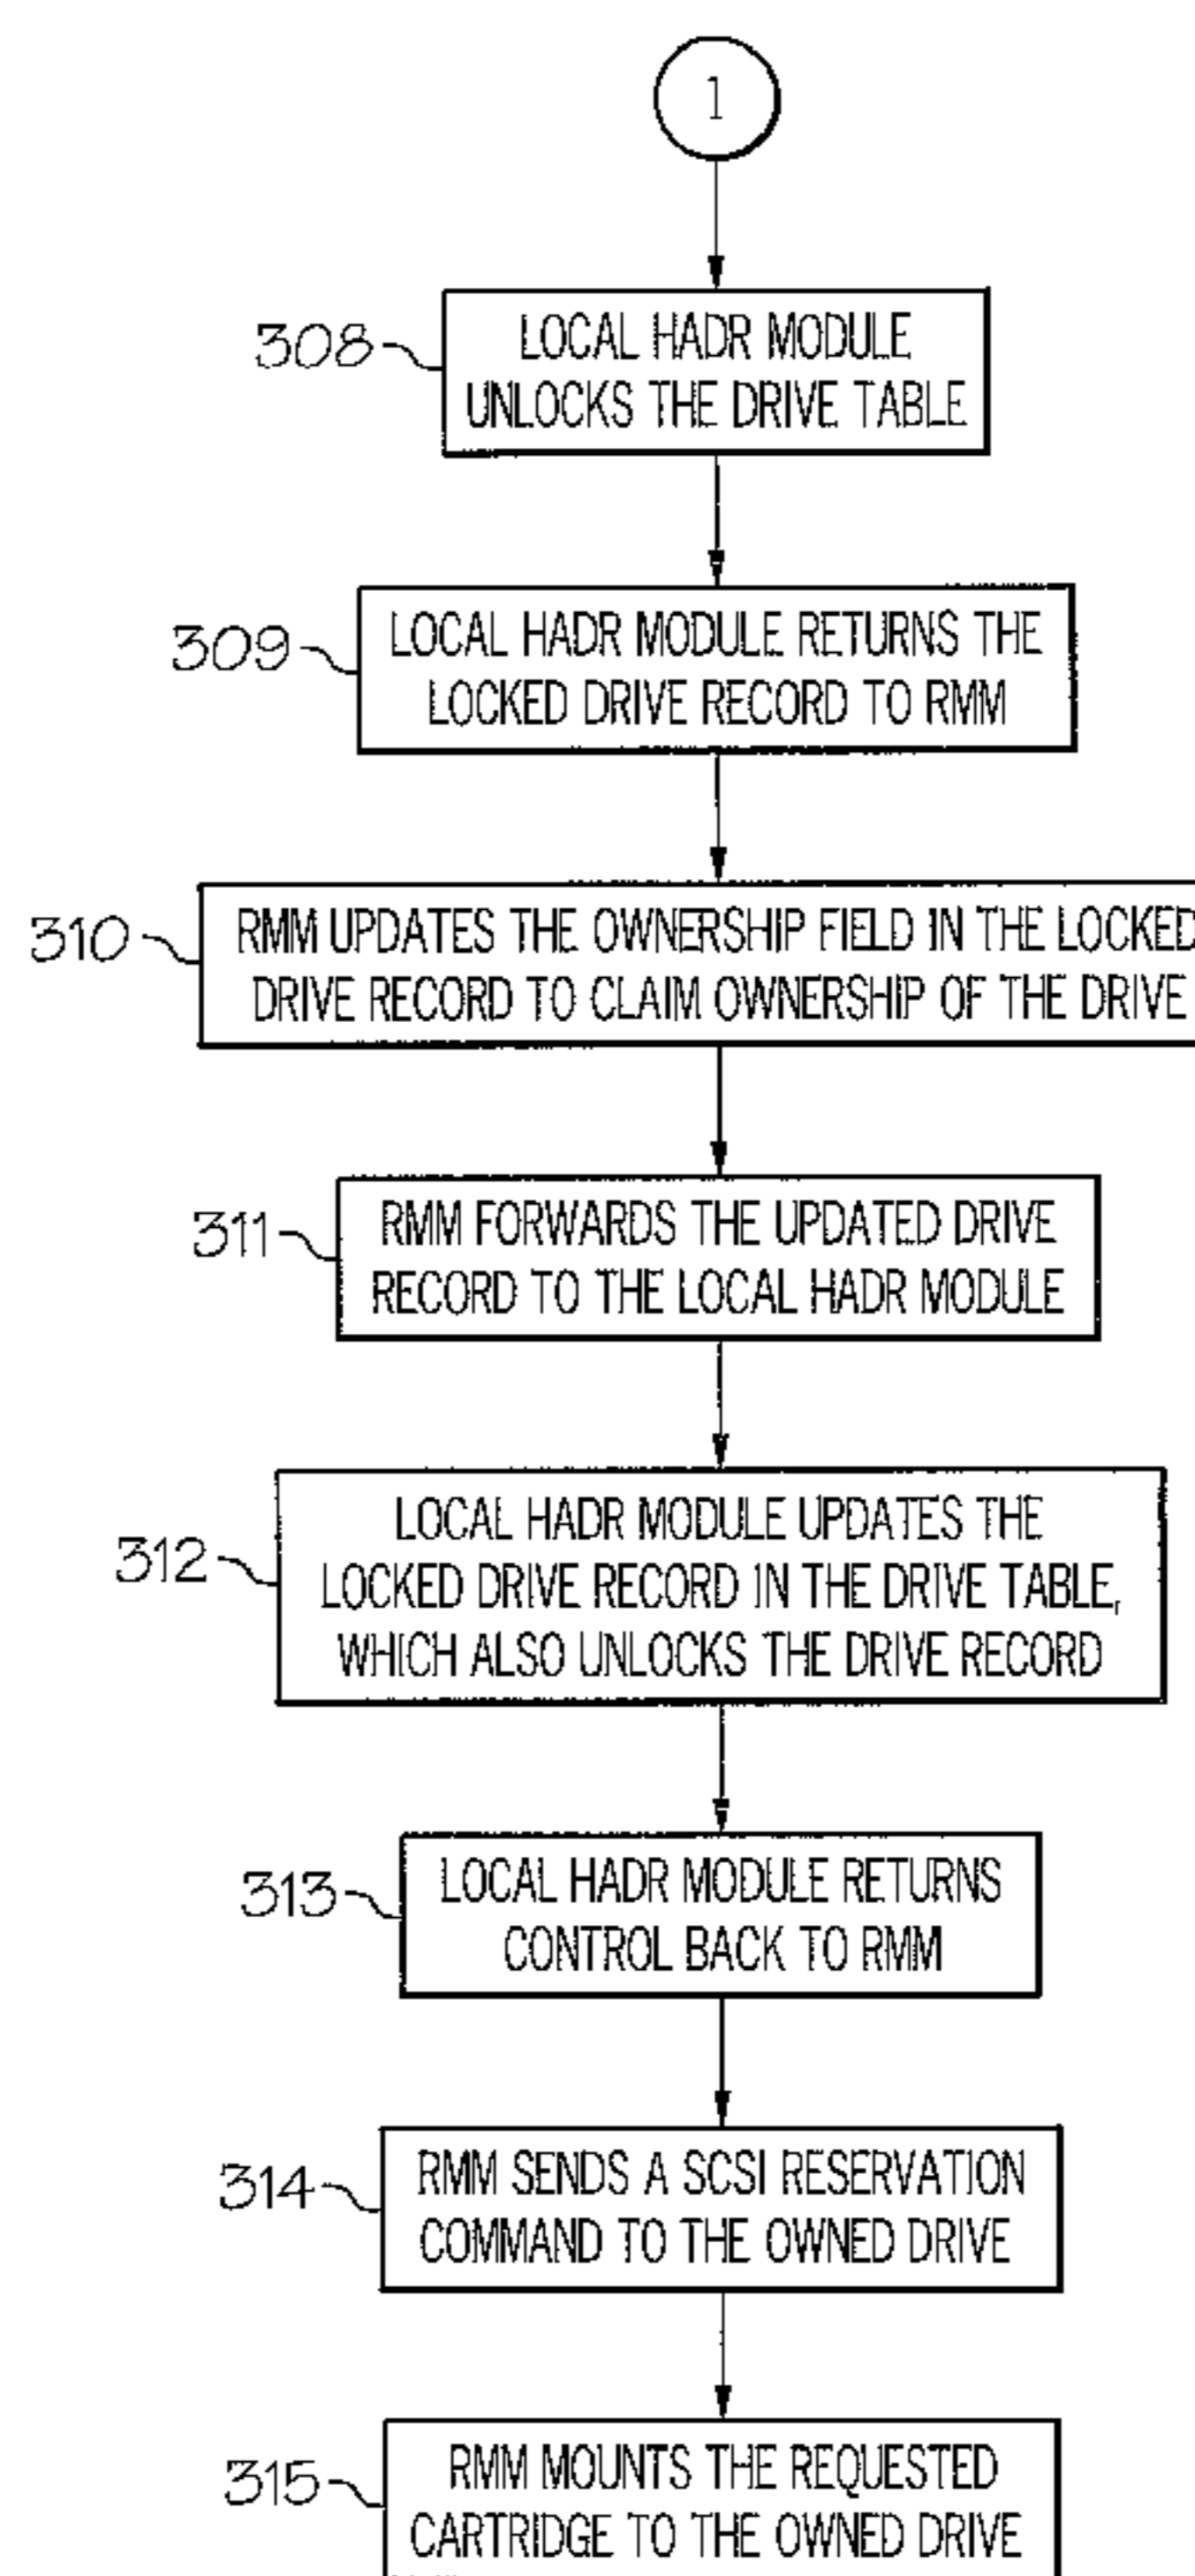 1
308
LOCAL HADR MODULE
UNLOCKS THE DRIVE TABLE
309
LOCAL HADR MODULE RETURNS THE
LOCKED DRIVE RECORD TO RMM
310
RMM UPDATES THE OWNERSHIP FIELD IN THE LOCKED
DRIVE RECORD TO CLAIM OWNERSHIP OF THE DRIVE
311
RMM FORWARDS THE UPDATED DRIVE
RECORD TO THE LOCAL HADR MODULE
312
LOCAL HADR MODULE UPDATES THE
LOCKED DRIVE RECORD IN THE DRIVE TABLE,
WHICH ALSO UNLOCKS THE DRIVE RECORD
313
LOCAL HADR MODULE RETURNS
CONTROL BACK TO RMM
314
RMM SENDS A SCSI RESERVATION
COMMAND TO THE OWNED DRIVE
315
RMM MOUNTS THE REQUESTED
CARTRIDGE TO THE OWNED DRIVE